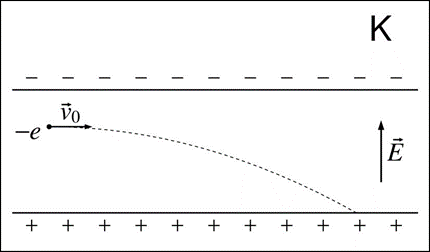 K
− − − − − − − − − − −
−e
v⃗₀
E⃗
+ + + + + + + + + + +